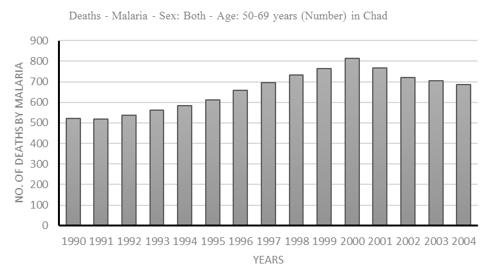 Deaths - Malaria - Sex: Both - Age: 50-69 years (Number) in Chad
NO. OF DEATHS BY MALARIA
900
800
700
600
500
400
300
200
100
0
1990 1991 1992 1993 1994 1995 1996 1997 1998 1999 2000 2001 2002 2003 2004
YEARS